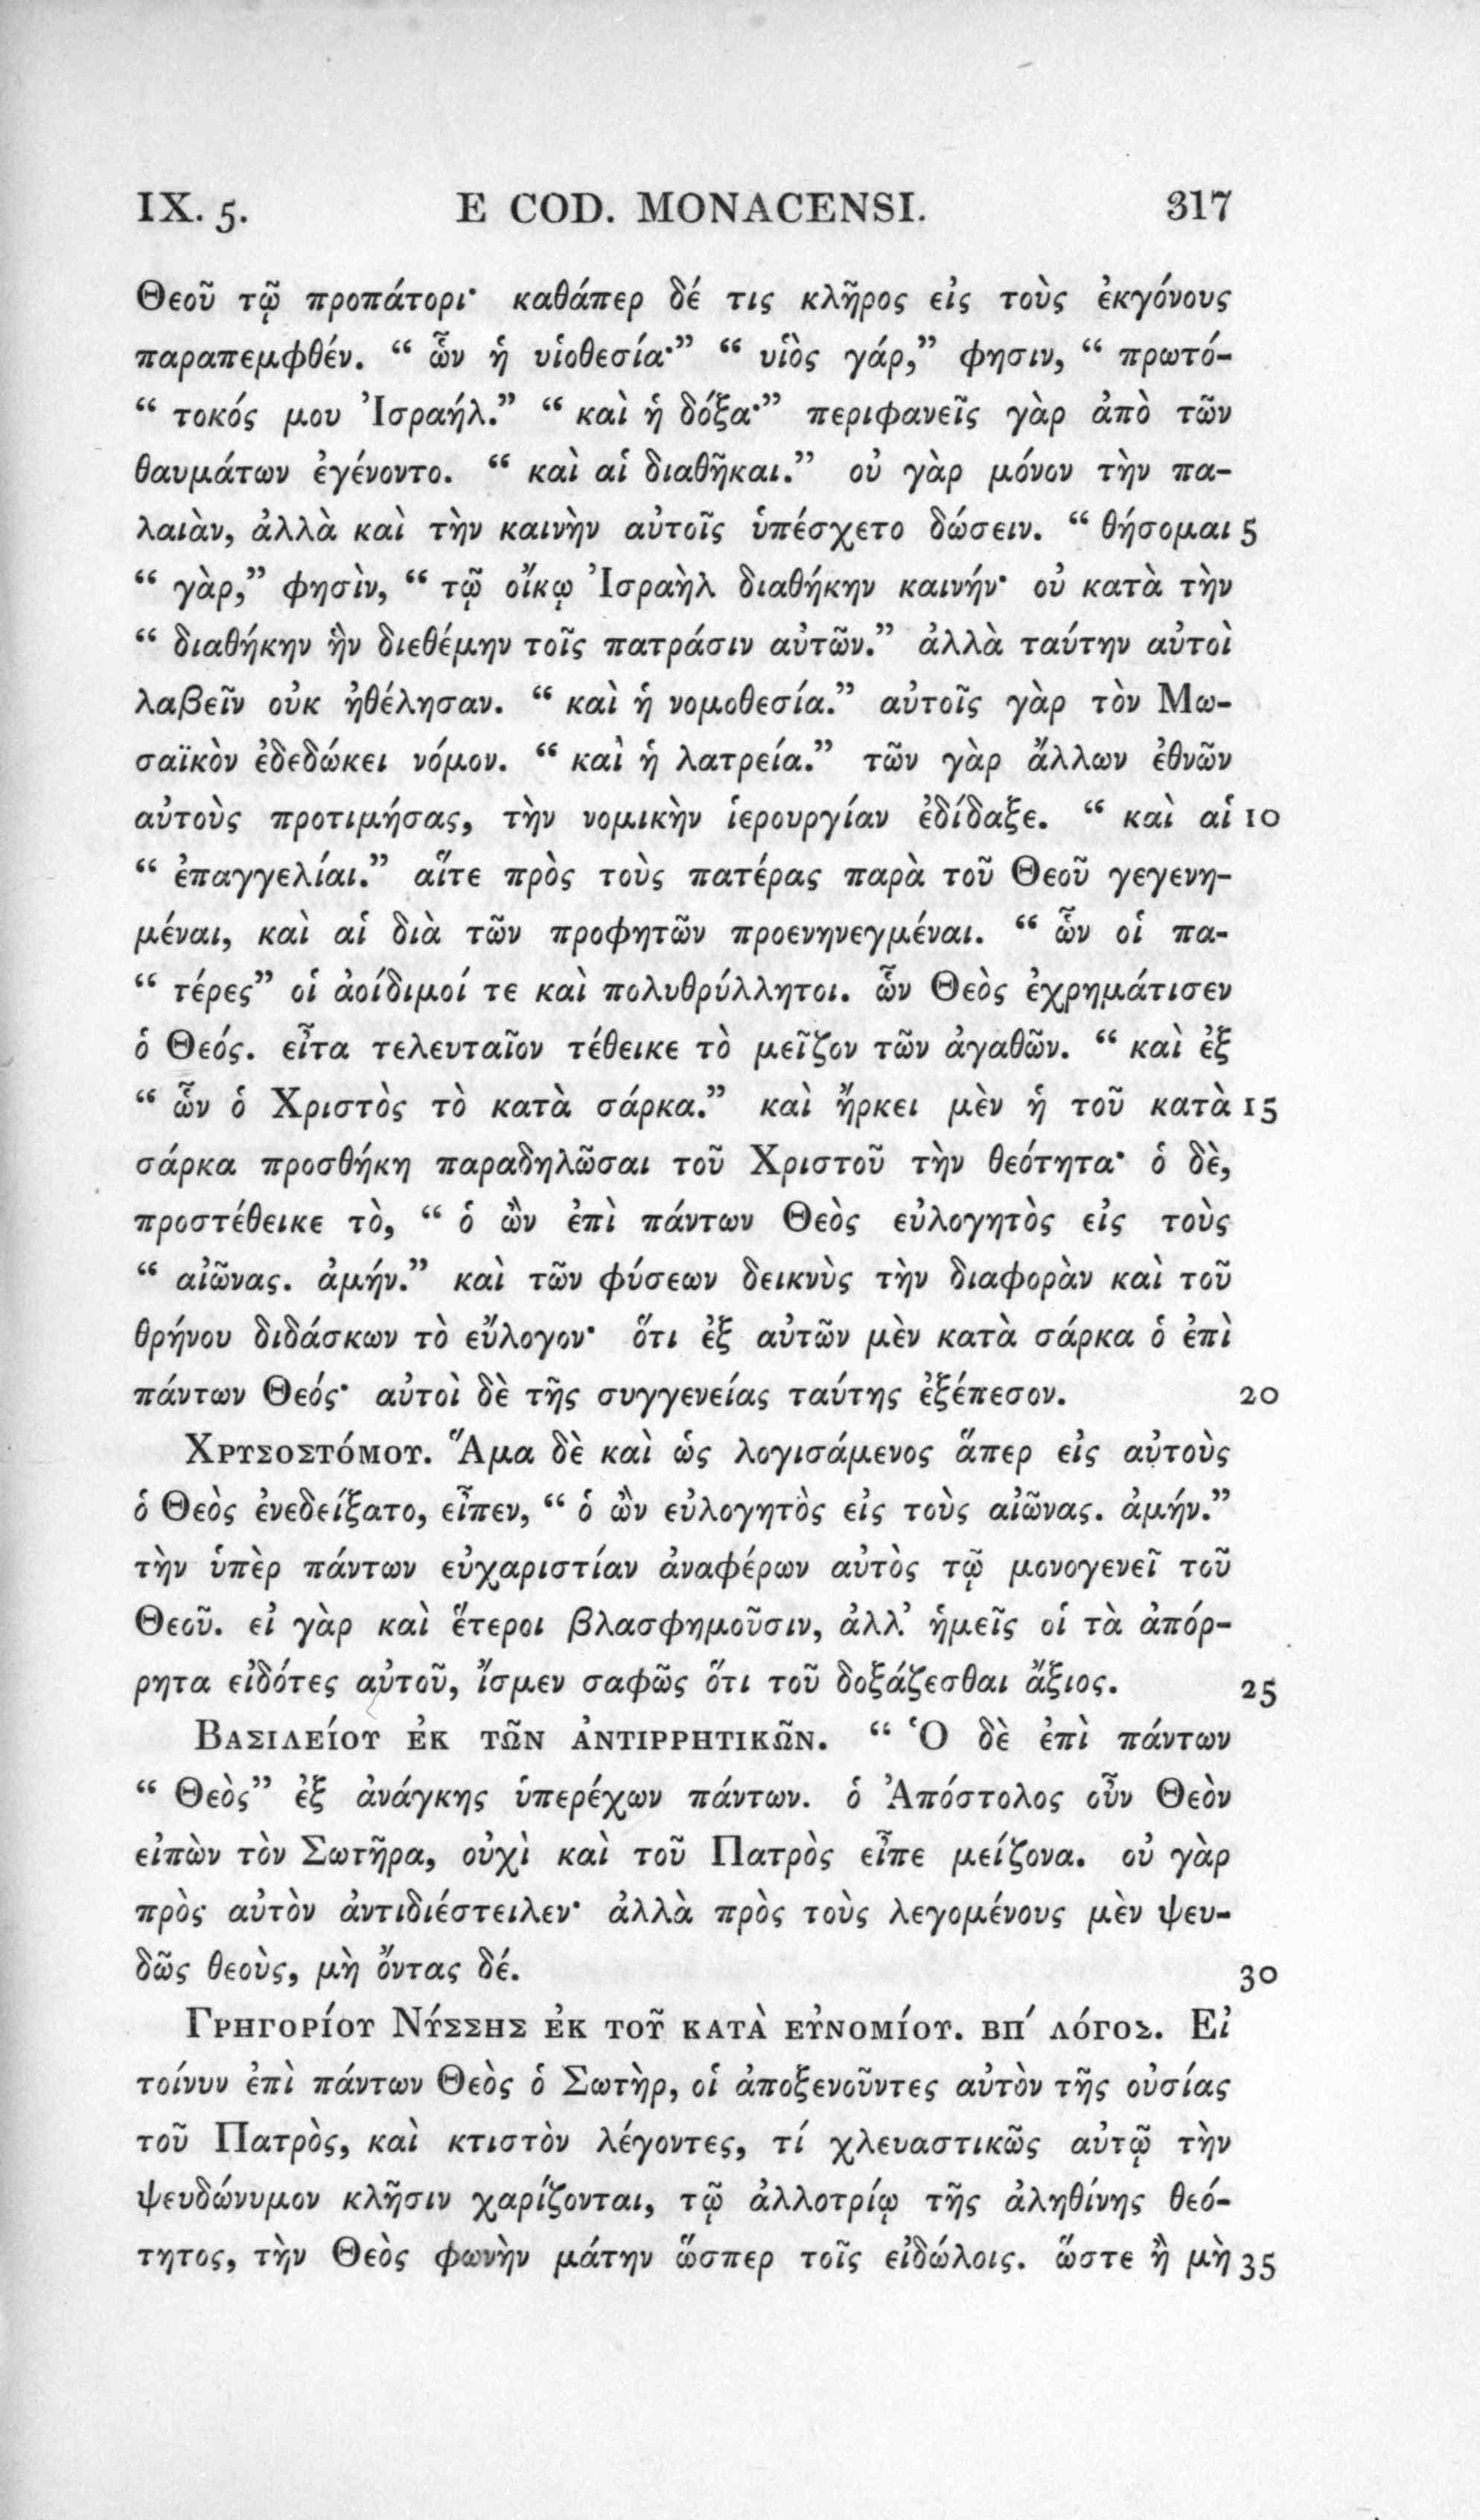 IX. 5. E COD. MONACENSI. 317
Θεοῦ τῷ προπάτορι· καθάπερ δέ τις κλῆρος εἰς τοὺς ἐκγόνους
παραπεμφθέν. “ ὧν ἡ υἱοθεσία·” “ υἱὸς γάρ,” φησιν, “ πρωτό-
“ τοκός μου Ἰσραήλ.” “ καὶ ἡ δόξα·” περιφανεῖς γὰρ ἀπὸ τῶν
θαυμάτων ἐγένοντο. “ καὶ αἱ διαθῆκαι.” οὐ γὰρ μόνον τὴν πα-
λαιὰν, ἀλλὰ καὶ τὴν καινὴν αὐτοῖς ὑπέσχετο δώσειν. “ θήσομαι 5
“ γὰρ,” φησὶν, “ τῷ οἴκῳ Ἰσραὴλ διαθήκην καινήν· οὐ κατὰ τὴν
“ διαθήκην ἣν διεθέμην τοῖς πατράσιν αὐτῶν.” ἀλλὰ ταύτην αὐτοὶ
λαβεῖν οὐκ ἠθέλησαν. “ καὶ ἡ νομοθεσία.” αὐτοῖς γὰρ τὸν Μω-
σαϊκὸν ἐδεδώκει νόμον. “ καὶ ἡ λατρεία.” τῶν γὰρ ἄλλων ἐθνῶν
αὐτοὺς προτιμήσας, τὴν νομικὴν ἱερουργίαν ἐδίδαξε. “ καὶ αἱ 10
“ ἐπαγγελίαι.” αἵτε πρὸς τοὺς πατέρας παρὰ τοῦ Θεοῦ γεγενη-
μέναι, καὶ αἱ διὰ τῶν προφητῶν προενηνεγμέναι. “ ὧν οἱ πα-
“ τέρες” οἱ ἀοίδιμοί τε καὶ πολυθρύλλητοι. ὧν Θεὸς ἐχρημάτισεν
ὁ Θεός. εἶτα τελευταῖον τέθεικε τὸ μεῖζον τῶν ἀγαθῶν. “ καὶ ἐξ
“ ὧν ὁ Χριστὸς τὸ κατὰ σάρκα.” καὶ ἤρκει μὲν ἡ τοῦ κατὰ 15
σάρκα προσθήκη παραδηλῶσαι τοῦ Χριστοῦ τὴν θεότητα· ὁ δὲ,
προστέθεικε τὸ, “ ὁ ὢν ἐπὶ πάντων Θεὸς εὐλογητὸς εἰς τοὺς
“ αἰῶνας. ἀμήν.” καὶ τῶν φύσεων δεικνὺς τὴν διαφορὰν καὶ τοῦ
θρήνου διδάσκων τὸ εὔλογον· ὅτι ἐξ αὐτῶν μὲν κατὰ σάρκα ὁ ἐπὶ
πάντων Θεός· αὐτοὶ δὲ τῆς συγγενείας ταύτης ἐξέπεσον. 20
Χρυσοστόμου. Ἅμα δὲ καὶ ὡς λογισάμενος ἅπερ εἰς αὐτοὺς
ὁ Θεὸς ἐνεδείξατο, εἶπεν, “ ὁ ὢν εὐλογητὸς εἰς τοὺς αἰῶνας. ἀμήν.”
τὴν ὑπὲρ πάντων εὐχαριστίαν ἀναφέρων αὐτὸς τῷ μονογενεῖ τοῦ
Θεοῦ. εἰ γὰρ καὶ ἕτεροι βλασφημοῦσιν, ἀλλ’ ἡμεῖς οἱ τὰ ἀπόρ-
ρητα εἰδότες αὐτοῦ, ἴσμεν σαφῶς ὅτι τοῦ δοξάζεσθαι ἄξιος. 25
Βασιλείου ἐκ τῶν ἀντιρρητικῶν. “ Ὁ δὲ ἐπὶ πάντων
“ Θεὸς” ἐξ ἀνάγκης ὑπερέχων πάντων. ὁ Ἀπόστολος οὖν Θεὸν
εἰπὼν τὸν Σωτῆρα, οὐχὶ καὶ τοῦ Πατρὸς εἶπε μείζονα. οὐ γὰρ
πρὸς αὐτὸν ἀντιδιέστειλεν· ἀλλὰ πρὸς τοὺς λεγομένους μὲν ψευ-
δῶς θεοὺς, μὴ ὄντας δέ. 30
Γρηγορίου Νύσσης ἐκ τοῦ κατὰ εὐνομίου. βπ′ λόγος. Εἰ
τοίνυν ἐπὶ πάντων Θεὸς ὁ Σωτὴρ, οἱ ἀποξενοῦντες αὐτὸν τῆς οὐσίας
τοῦ Πατρὸς, καὶ κτιστὸν λέγοντες, τί χλευαστικῶς αὐτῷ τὴν
ψευδώνυμον κλῆσιν χαρίζονται, τῷ ἀλλοτρίῳ τῆς ἀληθίνης θεό-
τητος, τὴν Θεὸς φωνὴν μάτην ὥσπερ τοῖς εἰδώλοις. ὥστε ἢ μὴ 35